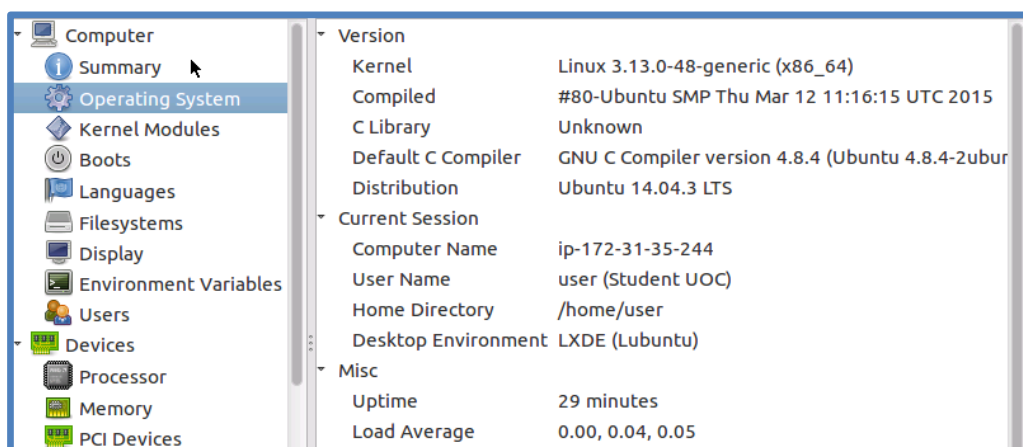 Computer
Summary
Operating System
Kernel Modules
Boots
Languages
Filesystems
Display
Environment Variables
Users
Devices
Processor
Memory
PCI Devices
Version
Kernel Linux 3.13.0-48-generic (x86_64)
Compiled #80-Ubuntu SMP Thu Mar 12 11:16:15 UTC 2015
C Library Unknown
Default C Compiler GNU C Compiler version 4.8.4 (Ubuntu 4.8.4-2ubur
Distribution Ubuntu 14.04.3 LTS
Current Session
Computer Name ip-172-31-35-244
User Name user (Student UOC)
Home Directory /home/user
Desktop Environment LXDE (Lubuntu)
Misc
Uptime 29 minutes
Load Average 0.00, 0.04, 0.05